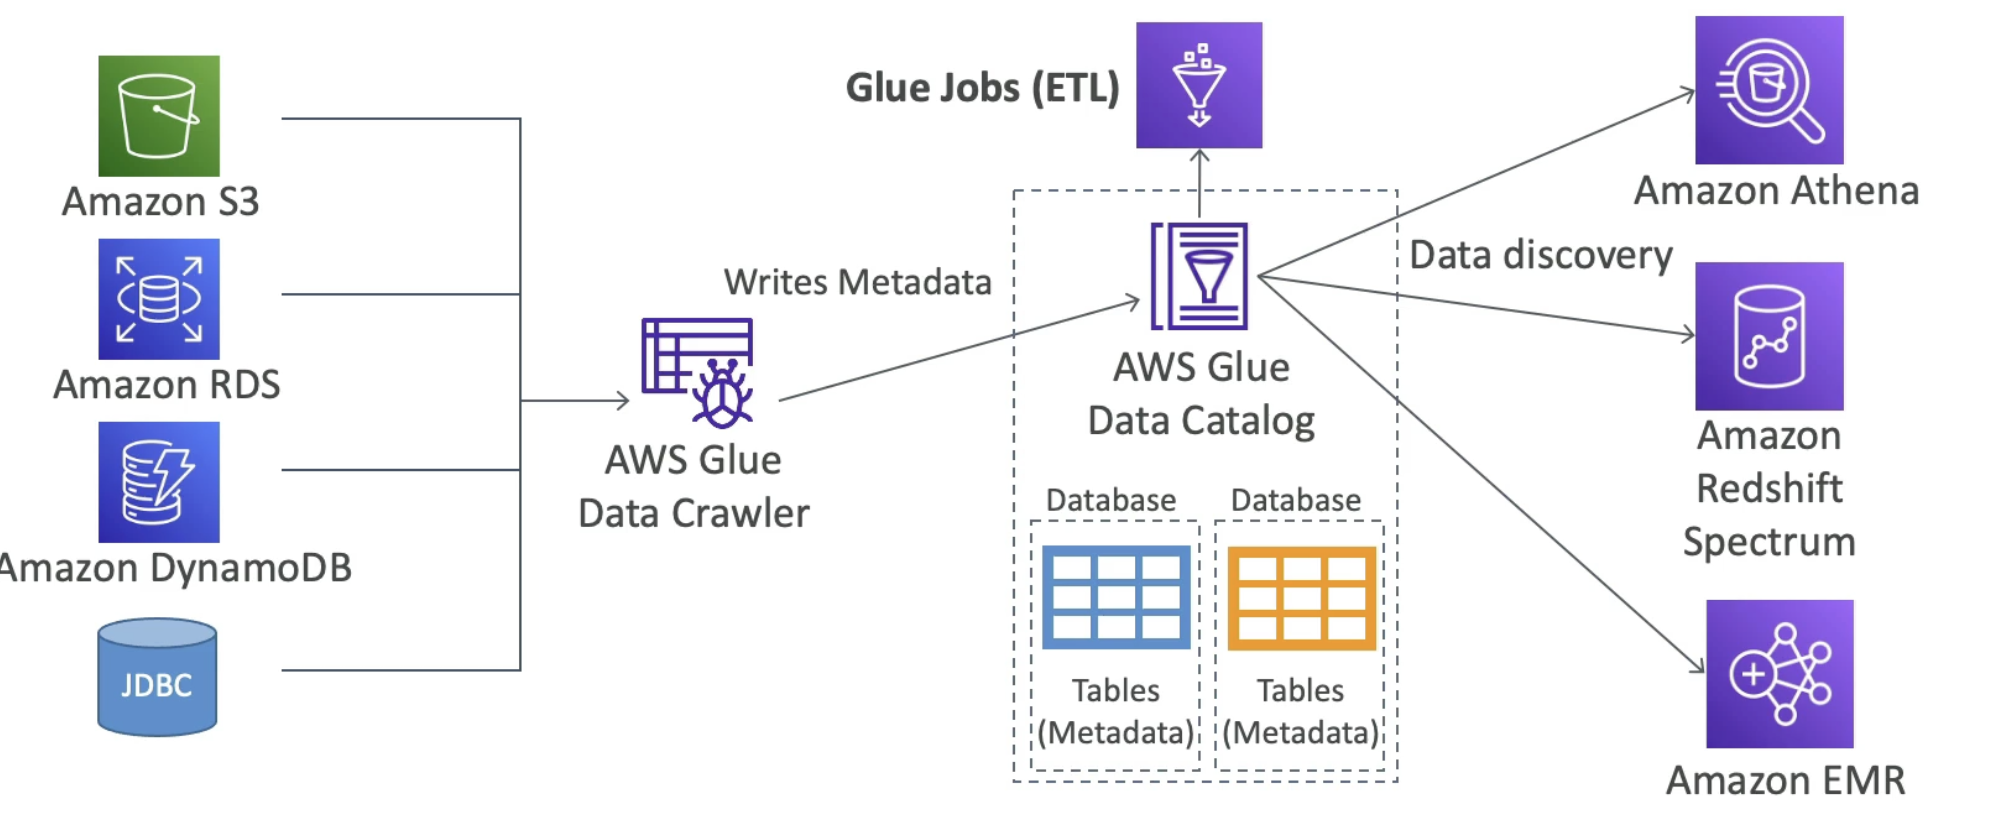 Amazon S3
Amazon RDS
Amazon DynamoDB
JDBC
AWS Glue
Data Crawler
Writes Metadata
Glue Jobs (ETL)
AWS Glue
Data Catalog
Database
Tables
(Metadata)
Database
Tables
(Metadata)
Data discovery
Amazon Athena
Amazon
Redshift
Spectrum
Amazon EMR